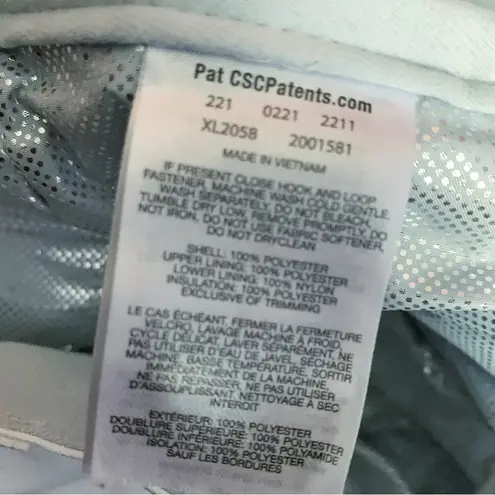 Pat CSCPatents.com
221 0221 2211
XL2058 2001581
MADE IN VIETNAM
IF PRESENT CLOSE HOOK AND LOOP
FASTENER, MACHINE WASH COLD GENTLE,
WASH SEPARATELY, DO NOT BLEACH,
TUMBLE DRY LOW, REMOVE PROMPTLY, DO
NOT IRON, DO NOT USE FABRIC SOFTENER,
DO NOT DRYCLEAN
SHELL: 100% POLYESTER
UPPER LINING: 100% POLYESTER
LOWER LINING: 100% NYLON
INSULATION: 100% POLYESTER
EXCLUSIVE OF TRIMMING
LE CAS ÉCHÉANT, FERMER LA FERMETURE
VELCRO, LAVAGE MACHINE À FROID,
CYCLE DÉLICAT, LAVER SÉPARÉMENT, NE
PAS UTILISER D'EAU DE JAVEL, SÉCHAGE
MACHINE, BASSE TEMPÉRATURE, SORTIR
IMMÉDIATEMENT DE LA MACHINE,
NE PAS REPASSER, NE PAS UTILISER
D'ASSOUPLISSANT, NETTOYAGE À SEC
INTERDIT
EXTÉRIEUR: 100% POLYESTER
DOUBLURE SUPÉRIEURE: 100% POLYESTER
DOUBLURE INFÉRIEURE: 100% POLYAMIDE
ISOLATION: 100% POLYESTER
SAUF LES BORDURES